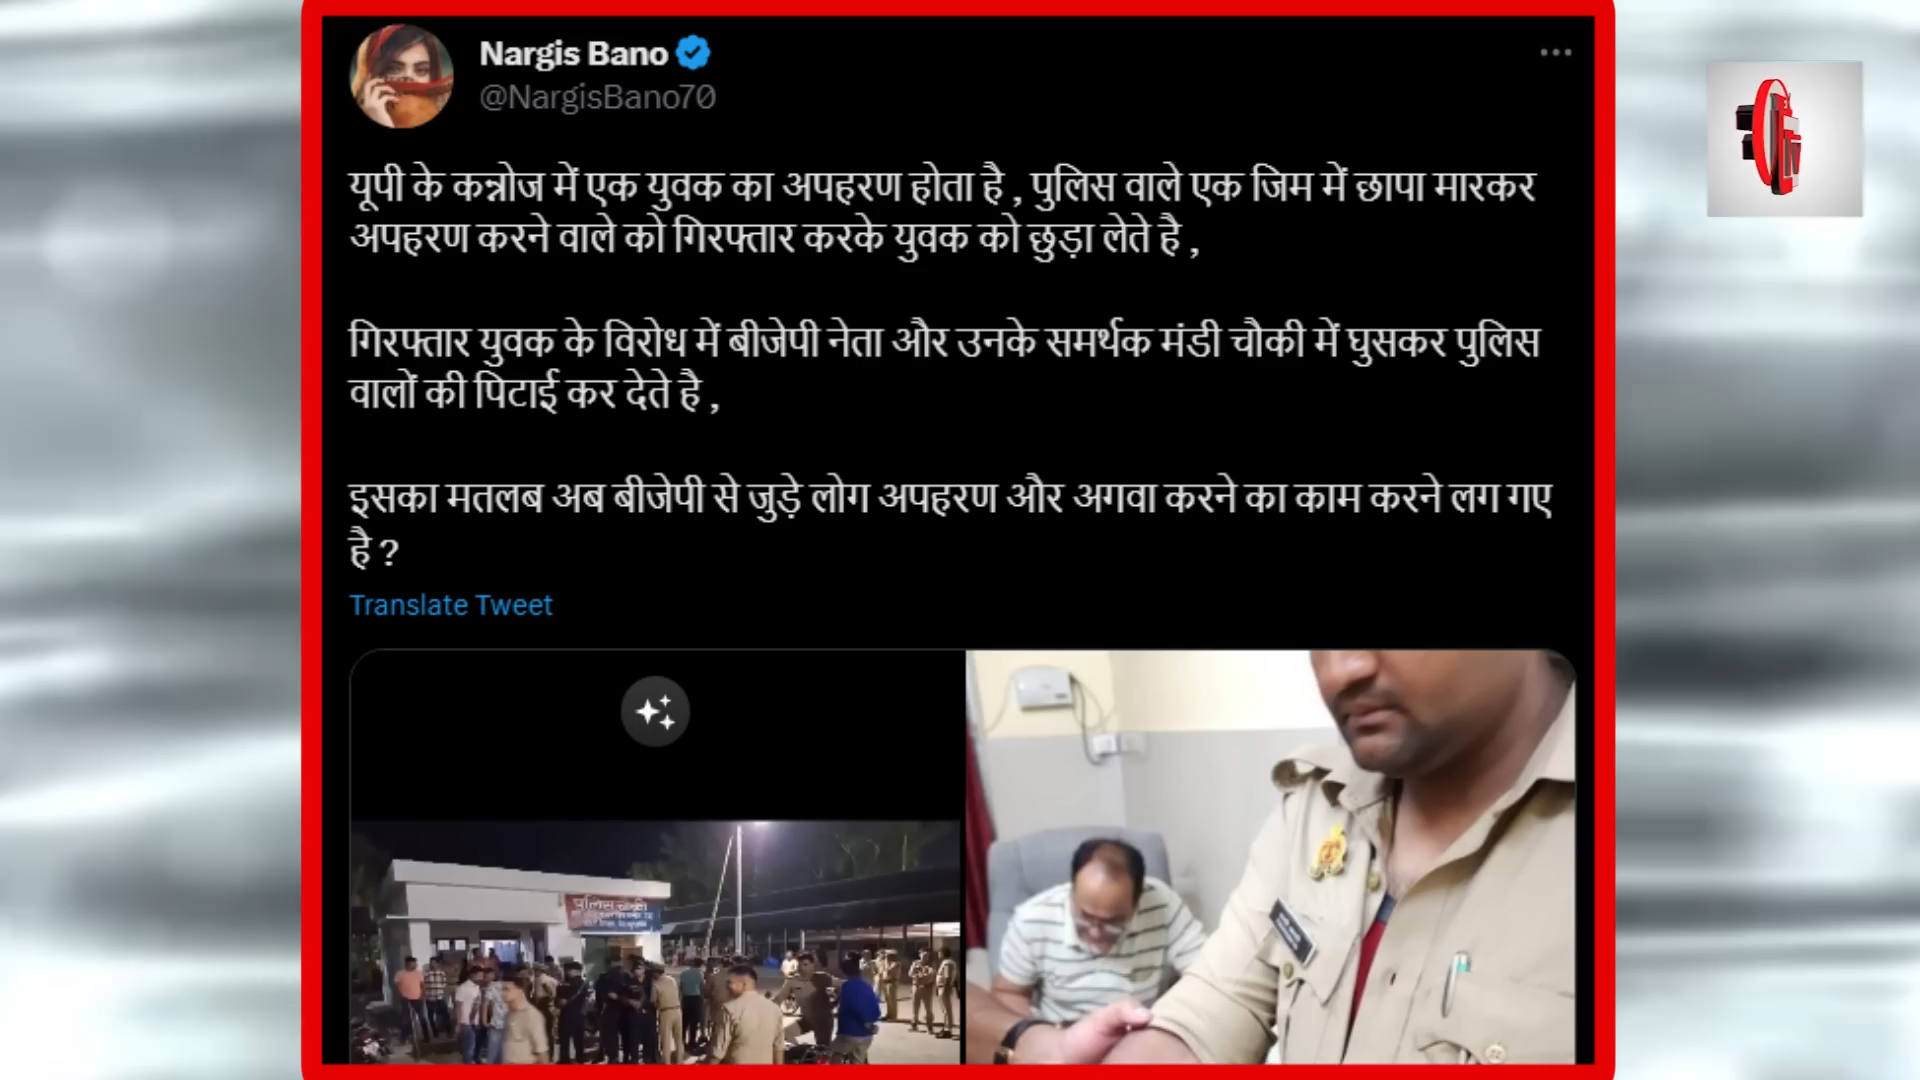 Nargis Bano
@NargisBano70
यूपी के कन्नोज में एक युवक का अपहरण होता है , पुलिस वाले एक जिम में छापा मारकर
अपहरण करने वाले को गिरफ्तार करके युवक को छुड़ा लेते है ,
गिरफ्तार युवक के विरोध में बीजेपी नेता और उनके समर्थक मंडी चौकी में घुसकर पुलिस
वालों की पिटाई कर देते है ,
इसका मतलब अब बीजेपी से जुड़े लोग अपहरण और अगवा करने का काम करने लग गए
है ?
Translate Tweet
पुलिस चौकी